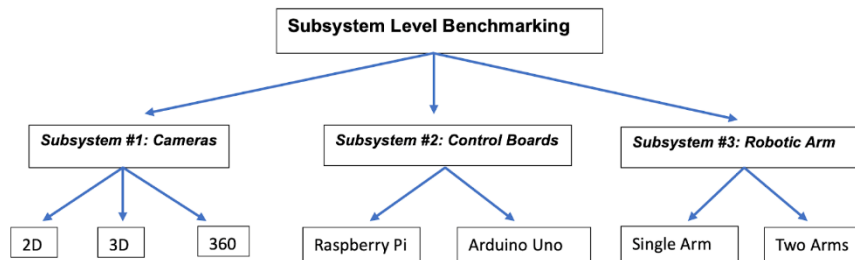 Subsystem Level Benchmarking
Subsystem #1: Cameras
Subsystem #2: Control Boards
Subsystem #3: Robotic Arm
2D
3D
360
Raspberry Pi
Arduino Uno
Single Arm
Two Arms